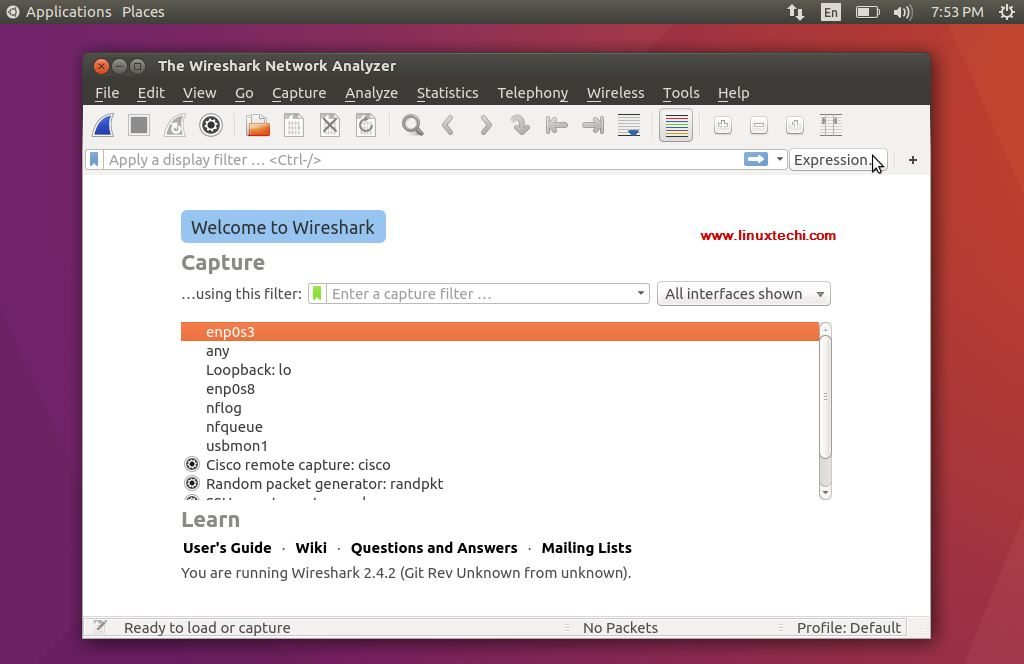 Applications Places En 7:53 PM
The Wireshark Network Analyzer
File Edit View Go Capture Analyze Statistics Telephony Wireless Tools Help
Apply a display filter … <Ctrl-/> Expression… +
Welcome to Wireshark
www.linuxtechi.com
Capture
…using this filter: Enter a capture filter … All interfaces shown
enp0s3
any
Loopback: lo
enp0s8
nflog
nfqueue
usbmon1
Cisco remote capture: cisco
Random packet generator: randpkt
Learn
User's Guide · Wiki · Questions and Answers · Mailing Lists
You are running Wireshark 2.4.2 (Git Rev Unknown from unknown).
Ready to load or capture No Packets Profile: Default